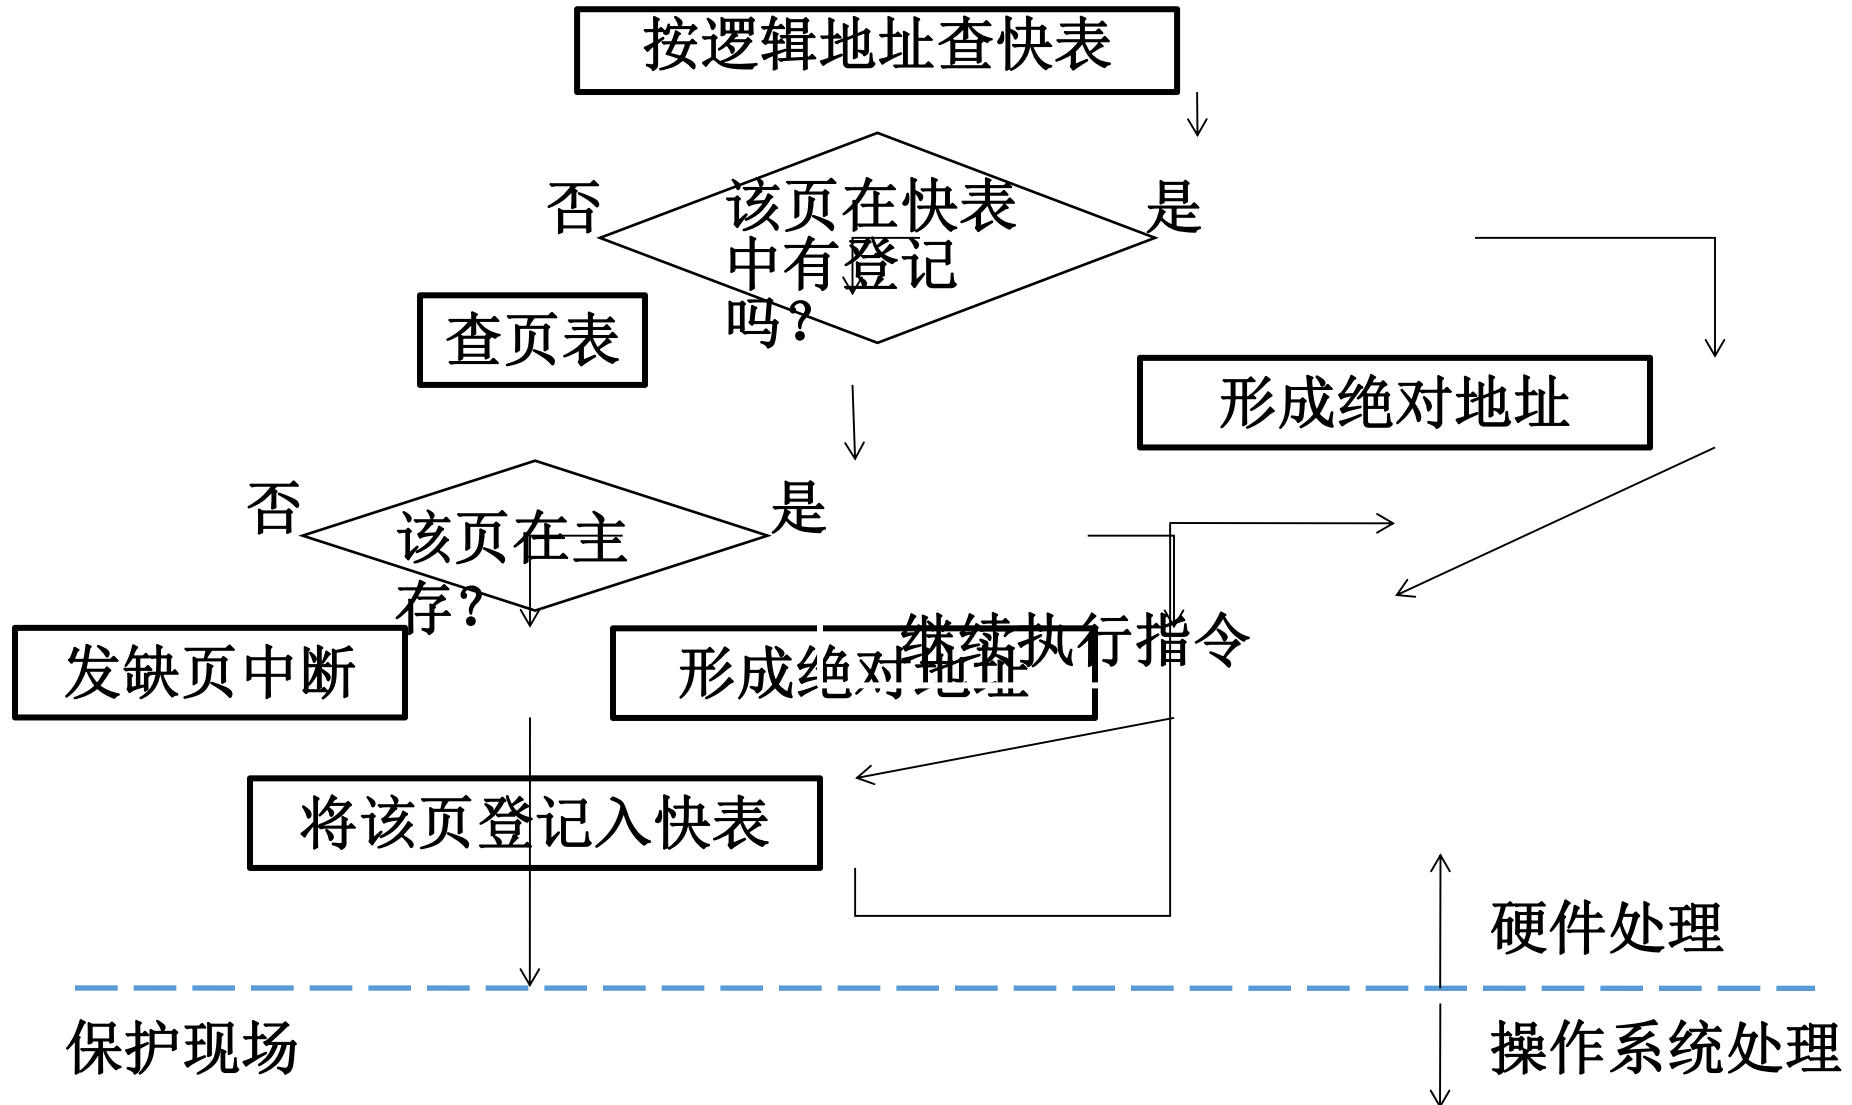 按逻辑地址查快表
否
该页在快表
中有登记
吗？
是
查页表
形成绝对地址
否
该页在主
存？
是
发缺页中断
形成绝对地址
继续执行指令
将该页登记入快表
硬件处理
保护现场
操作系统处理